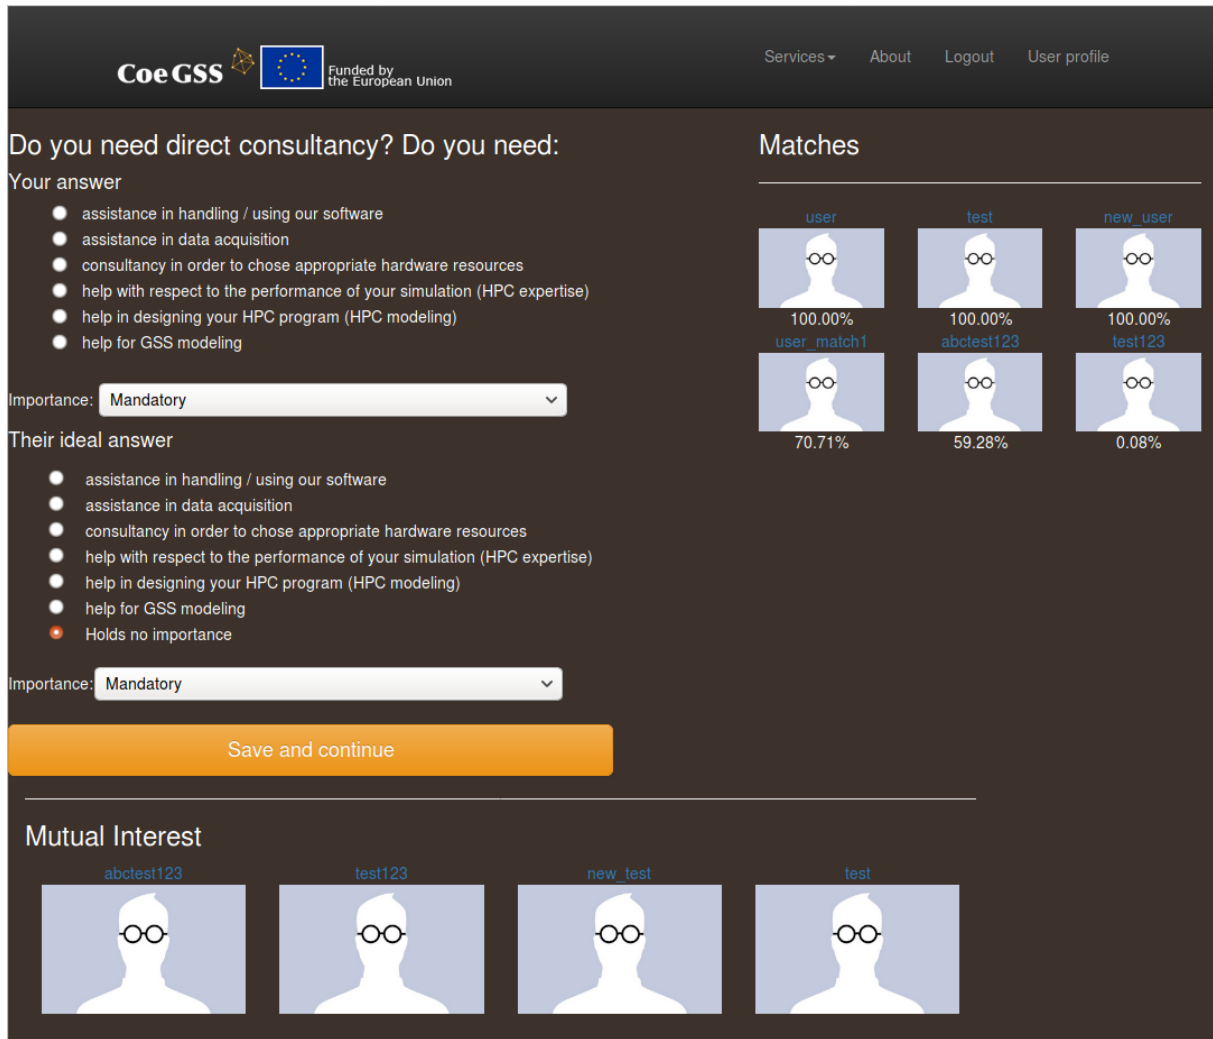 CoeGSS
Funded by
the European Union
Services
About
Logout
User profile
Do you need direct consultancy? Do you need:
Your answer
assistance in handling / using our software
assistance in data acquisition
consultancy in order to chose appropriate hardware resources
help with respect to the performance of your simulation (HPC expertise)
help in designing your HPC program (HPC modeling)
help for GSS modeling
Importance: Mandatory
Their ideal answer
assistance in handling / using our software
assistance in data acquisition
consultancy in order to chose appropriate hardware resources
help with respect to the performance of your simulation (HPC expertise)
help in designing your HPC program (HPC modeling)
help for GSS modeling
Holds no importance
Importance: Mandatory
Save and continue
Matches
user test new_user
100.00% 100.00% 100.00%
user_match1 abctest123 test123
70.71% 59.28% 0.08%
Mutual Interest
abctest123 test123 new_test test